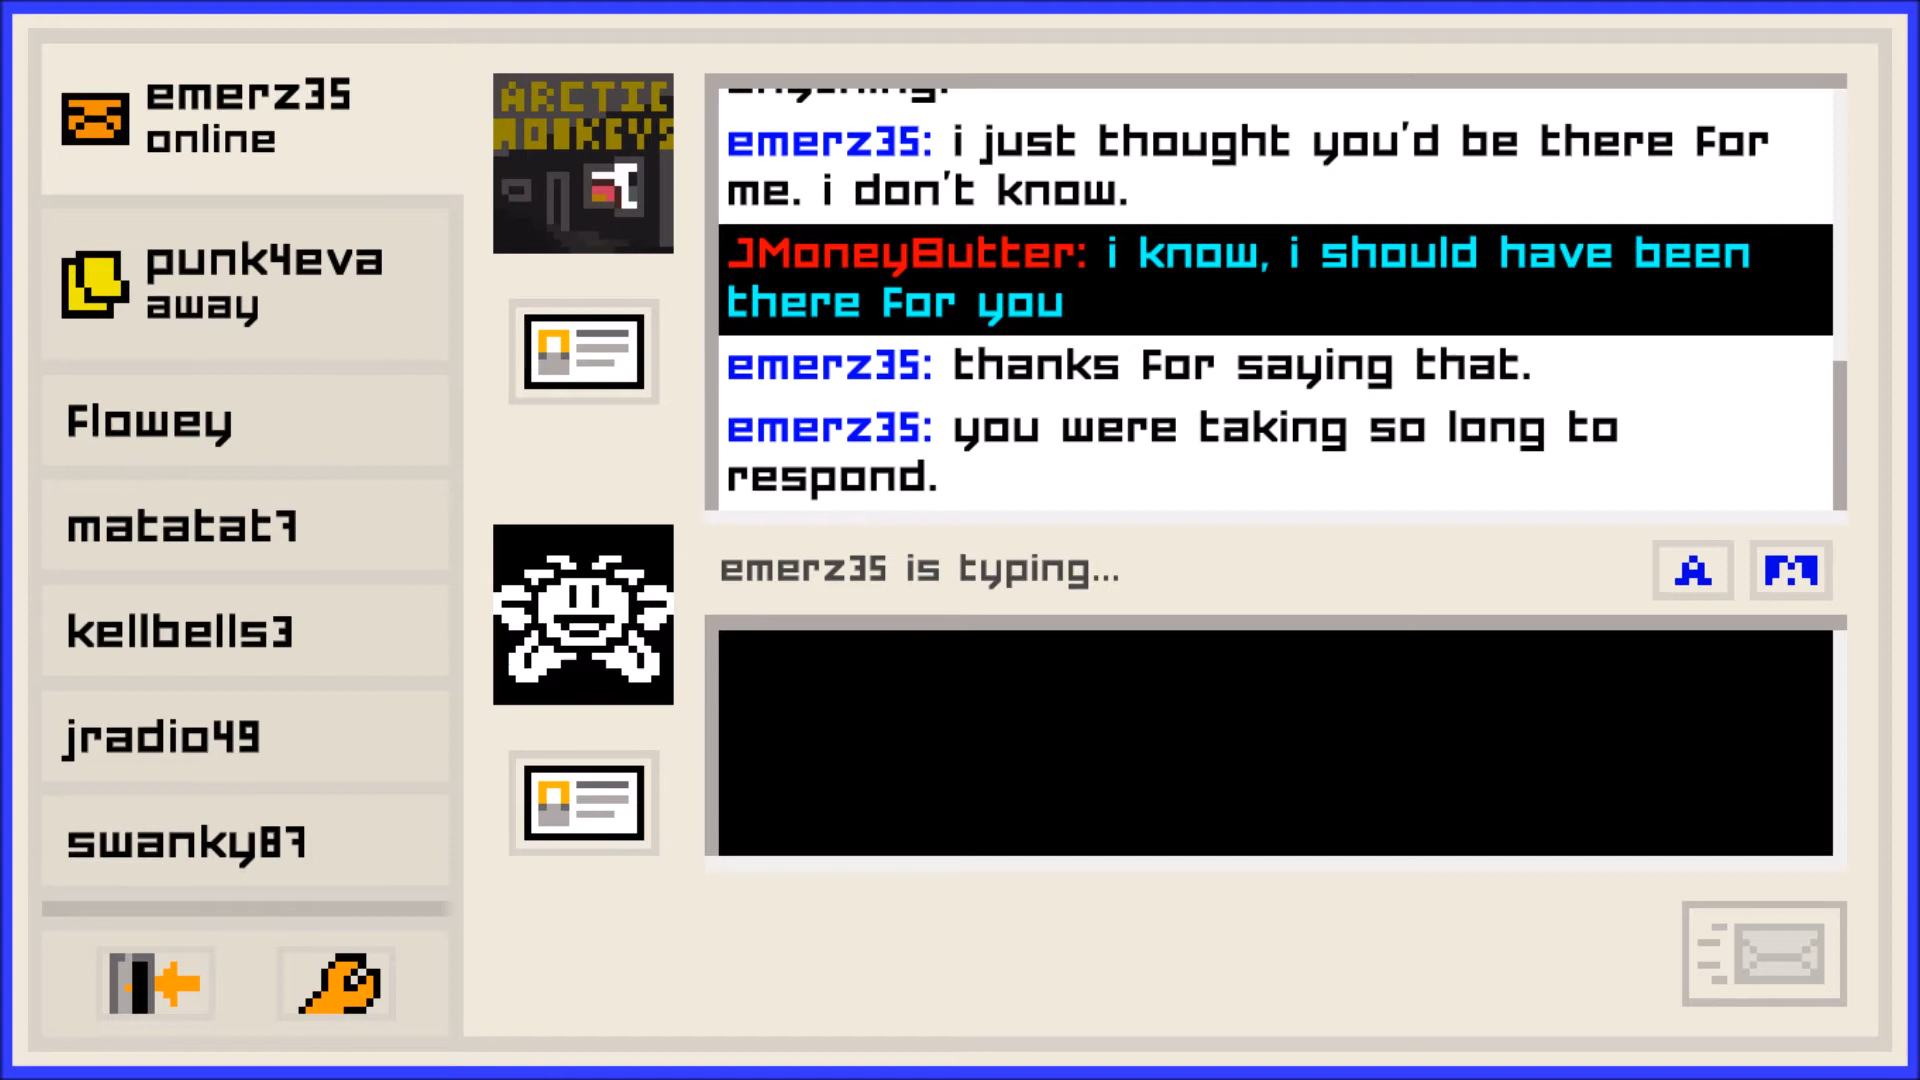 emerz35
online
punk4eva
away
Flowey
matatat7
kellbells3
jradio49
swanky87
ARCTIC
MONKEYS
emerz35: i just thought you'd be there for
me. i don't know.
JMoneyButter: i know, i should have been
there for you
emerz35: thanks for saying that.
emerz35: you were taking so long to
respond.
emerz35 is typing...
A